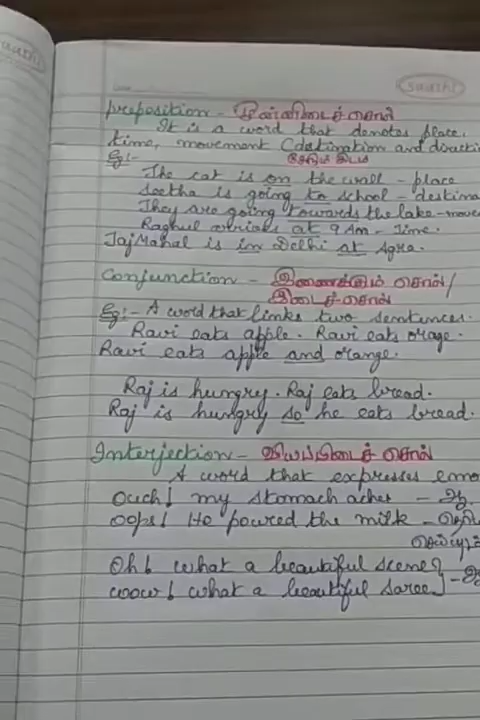 Saathi
preposition - முன்னிடைச் சொல்
It is a word that denotes place,
time, movement (destination and directi
Eg:-
The cat is on the wall - place
Seetha is going to school - destina
They are going towards the lake - move
Raghul arrives at 9 Am - Time.
TajMahal is in Delhi at Agra.
Conjunction - இணைக்கும் சொல் /
இடைச்சொல்
Eg:- A word that links two sentences.
Ravi eats apple. Ravi eats orage.
Ravi eats apple and orange.
Raj is hungry. Raj eats bread.
Raj is hungry so he eats bread.
Interjection - வியப்பிடைச் சொல்
A word that expresses emo
Ouch! my stomach aches - ஆ
Oops! He poured the milk -
Oh! what a beautiful scene?
wow! what a beautiful saree.